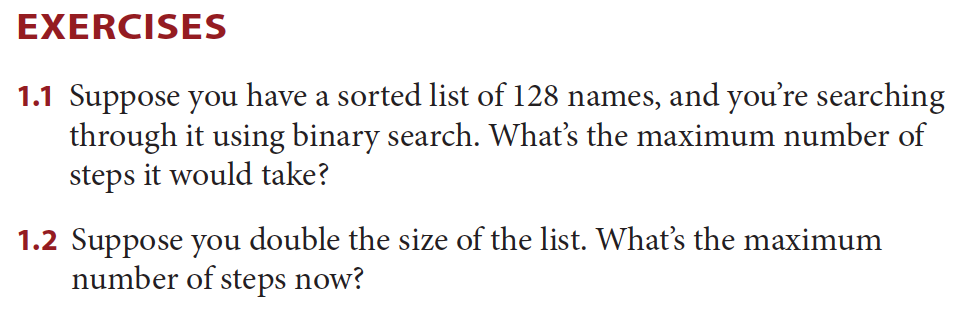 EXERCISES
1.1 Suppose you have a sorted list of 128 names, and you’re searching
through it using binary search. What’s the maximum number of
steps it would take?
1.2 Suppose you double the size of the list. What’s the maximum
number of steps now?